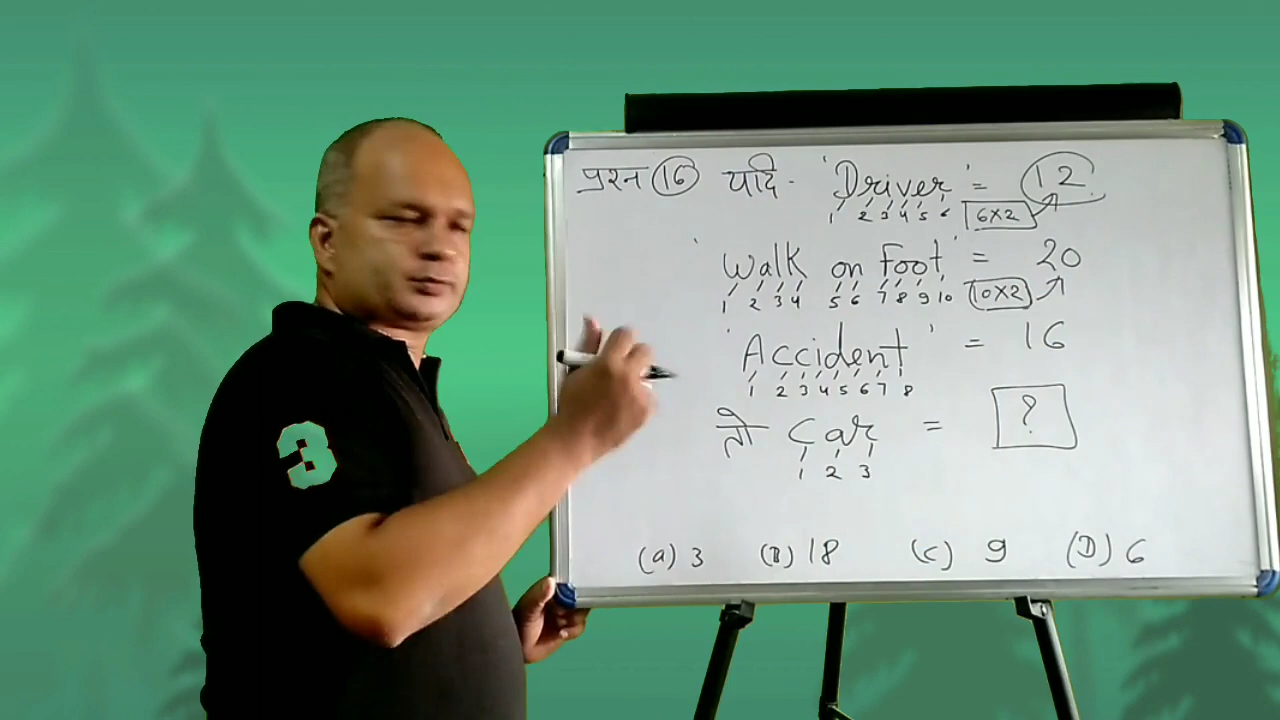 प्रश्न 16 यदि- 'Driver' = 12
1 2 3 4 5 6 6X2
'Walk on Foot' = 20
1 2 3 4 5 6 7 8 9 10 10X2
'Accident' = 16
1 2 3 4 5 6 7 8
तो Car = ?
1 2 3
(a) 3 (B) 18 (C) 9 (D) 6
3